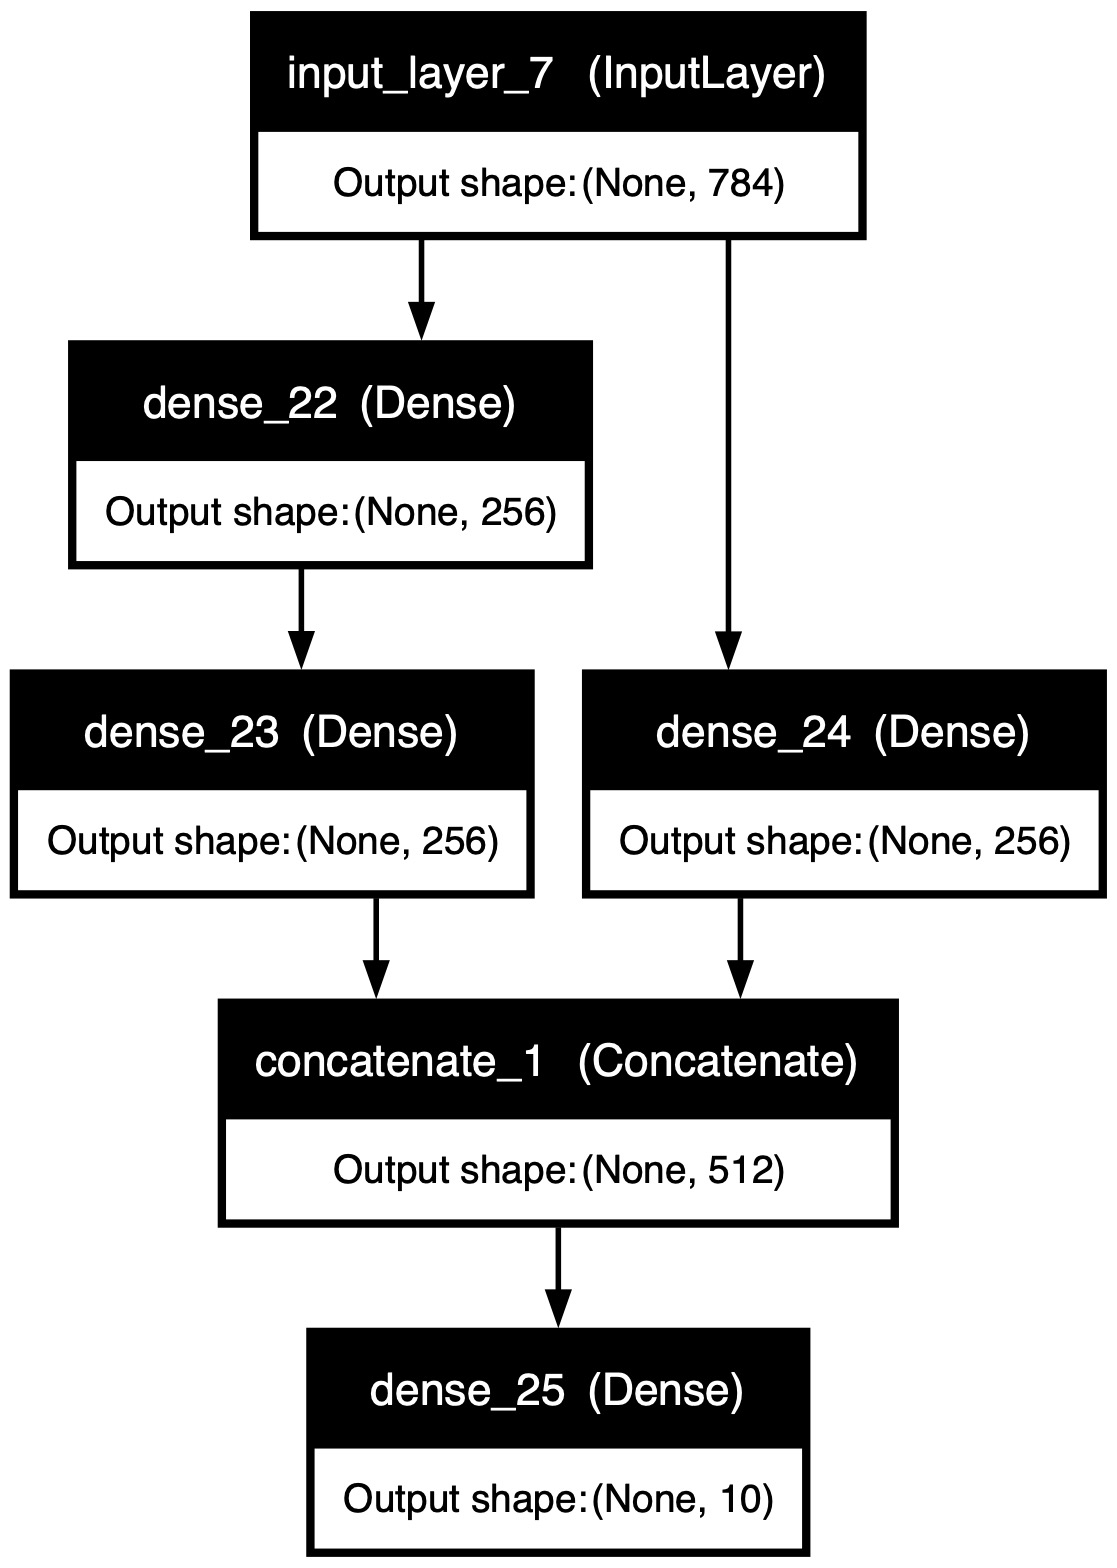 input_layer_7 (InputLayer)
Output shape: (None, 784)
dense_22 (Dense)
Output shape: (None, 256)
dense_23 (Dense)
Output shape: (None, 256)
dense_24 (Dense)
Output shape: (None, 256)
concatenate_1 (Concatenate)
Output shape: (None, 512)
dense_25 (Dense)
Output shape: (None, 10)